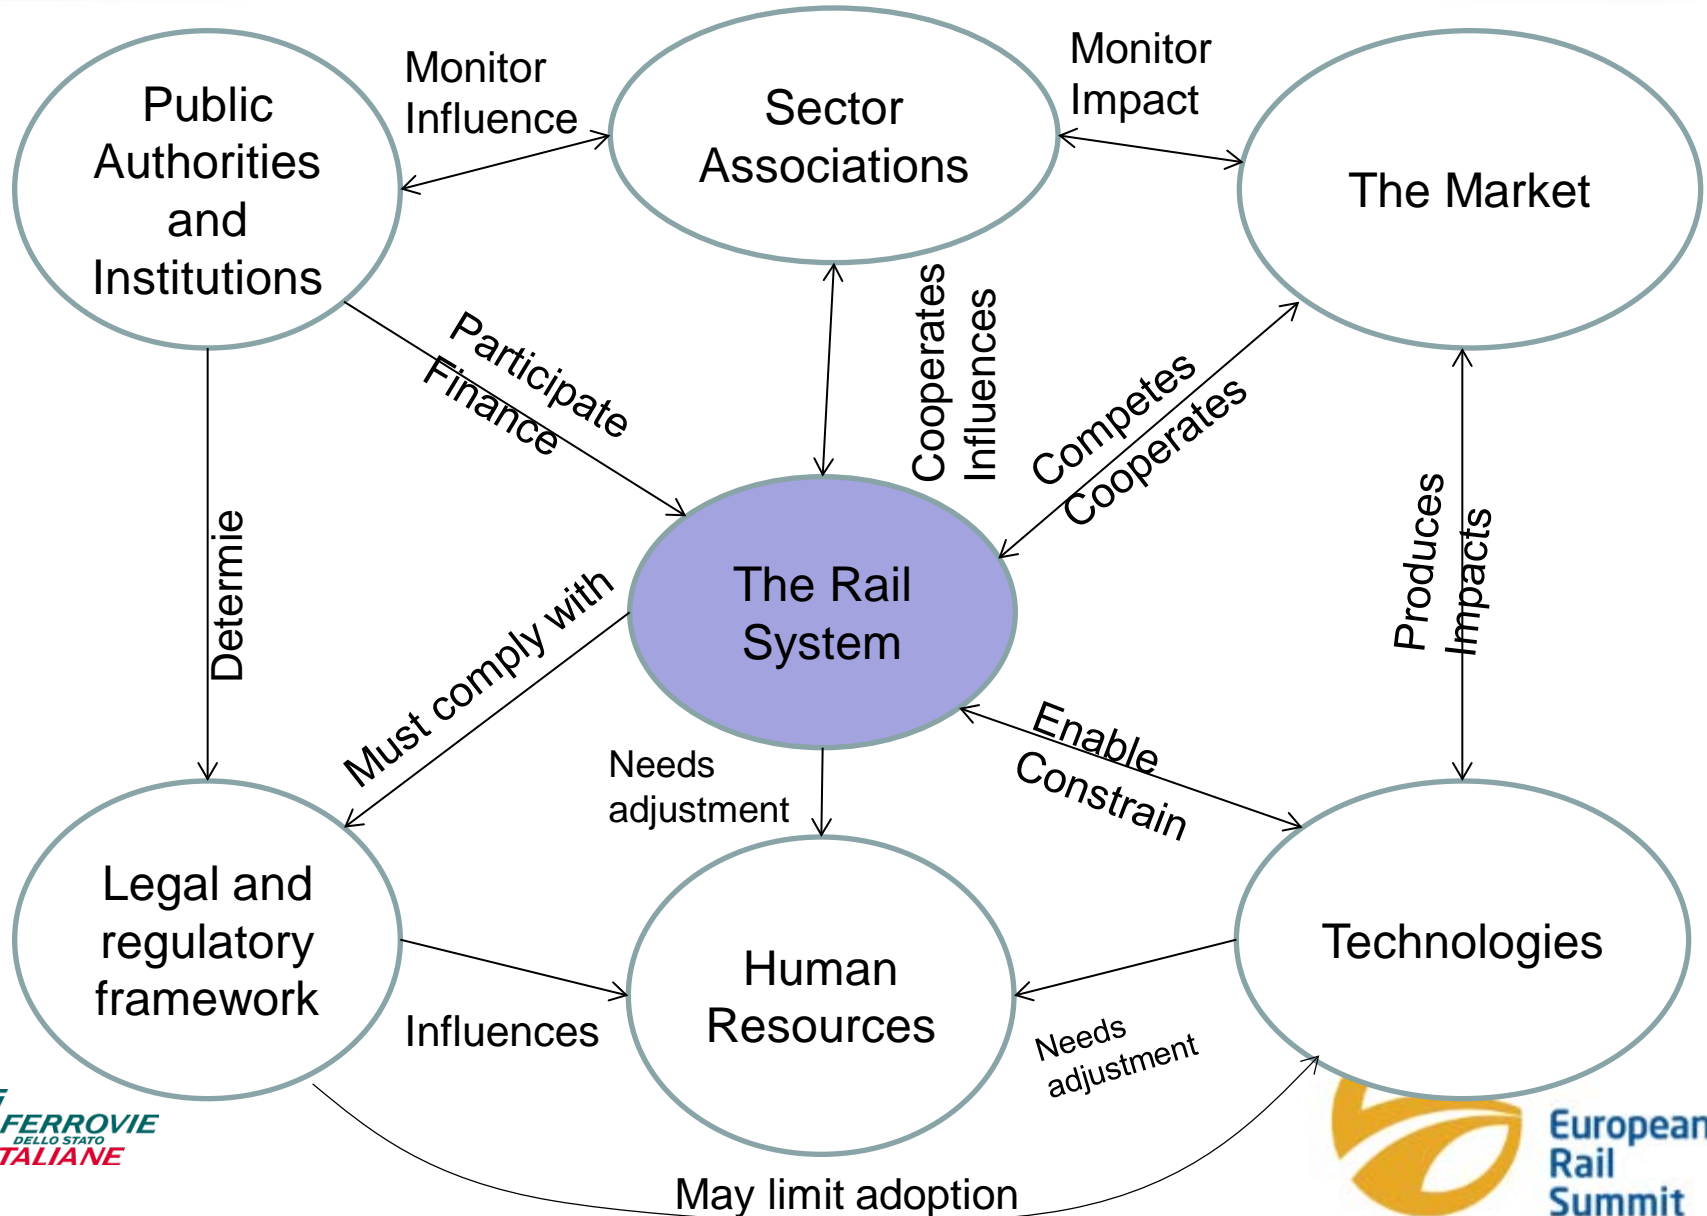 Public
Authorities
and
Institutions
Monitor
Influence
Sector
Associations
Monitor
Impact
The Market
Participate
Finance
Cooperates
Influences
Competes
Cooperates
Determie
Produces
Impacts
The Rail
System
Must comply with
Needs
adjustment
Enable
Constrain
Legal and
regulatory
framework
Influences
Human
Resources
Needs
adjustment
Technologies
May limit adoption
FERROVIE
DELLO STATO
TALIANE
European
Rail
Summit